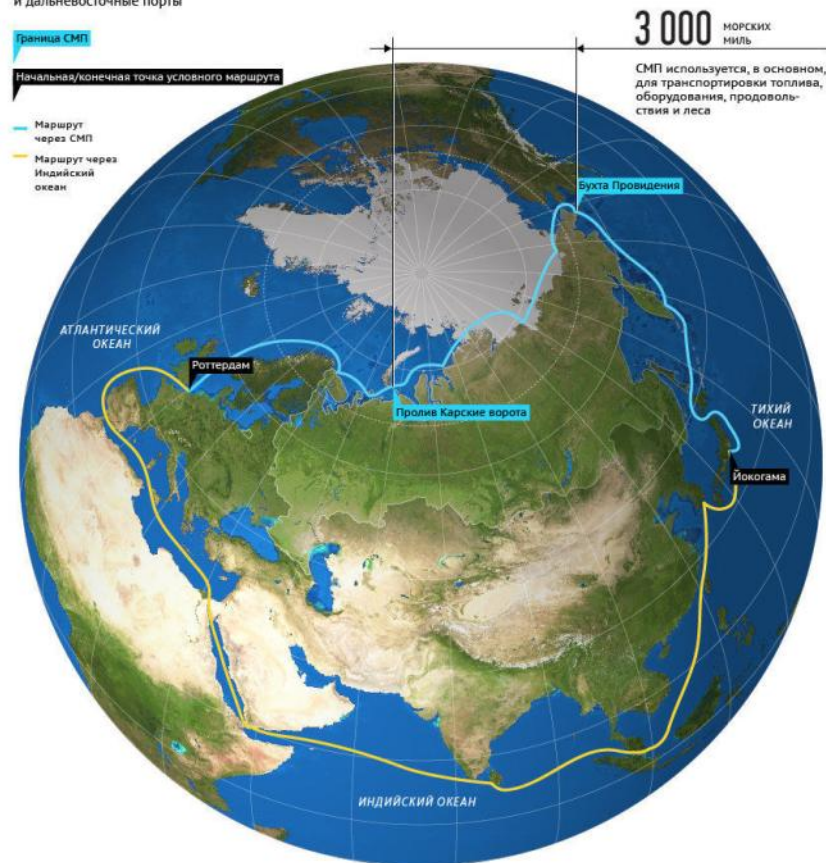 и дальневосточные порты
Граница СМП
Начальная/конечная точка условного маршрута
Маршрут
через СМП
Маршрут через
Индийский
океан
3 000 МОРСКИХ
МИЛЬ
СМП используется, в основном,
для транспортировки топлива,
оборудования, продоволь-
ствия и леса
Бухта Провидения
АТЛАНТИЧЕСКИЙ
ОКЕАН
Роттердам
Пролив Карские ворота
ТИХИЙ
ОКЕАН
Йокогама
ИНДИЙСКИЙ ОКЕАН